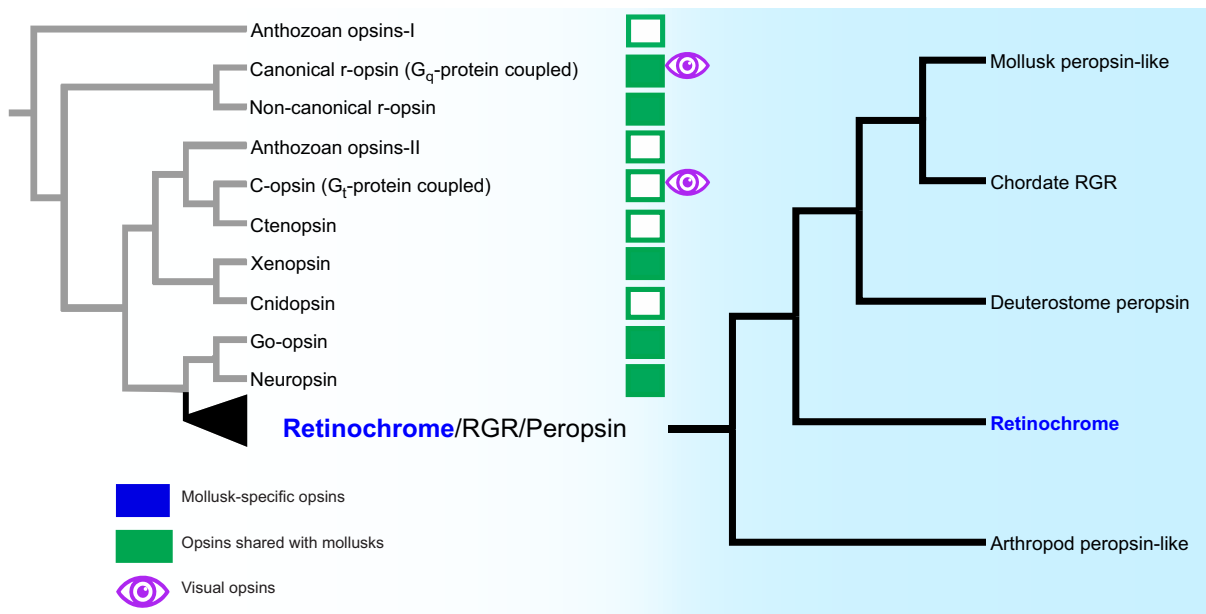 Anthozoan opsins-I
Canonical r-opsin (Gq-protein coupled)
Non-canonical r-opsin
Anthozoan opsins-II
C-opsin (Gt-protein coupled)
Ctenopsin
Xenopsin
Cnidopsin
Go-opsin
Neuropsin
Retinochrome/RGR/Peropsin
Mollusk-specific opsins
Opsins shared with mollusks
Visual opsins
Mollusk peropsin-like
Chordate RGR
Deuterostome peropsin
Retinochrome
Arthropod peropsin-like